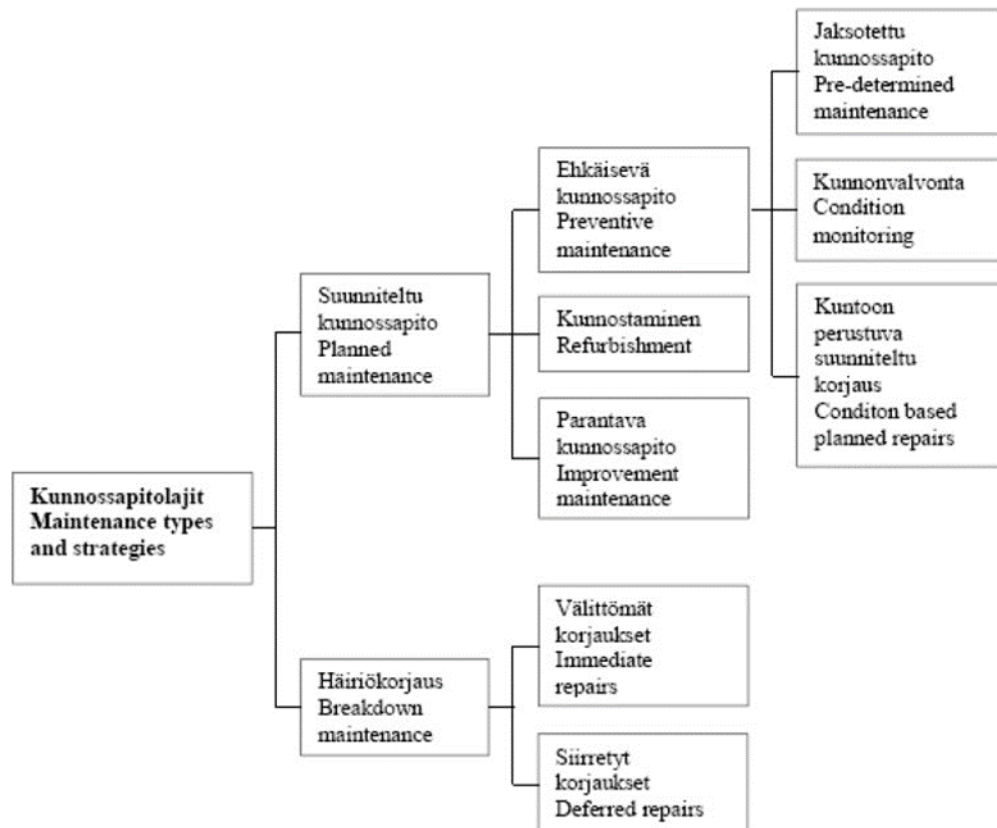 Jaksotettu
kunnossapito
Pre-determined
maintenance
Ehkäisevä
kunnossapito
Preventive
maintenance
Kunnonvalvonta
Condition
monitoring
Suunniteltu
kunnossapito
Planned
maintenance
Kunnostaminen
Refurbishment
Kuntoon
perustuva
suunniteltu
korjaus
Conditon based
planned repairs
Parantava
kunnossapito
Improvement
maintenance
Kunnossapitolajit
Maintenance types
and strategies
Välittömät
korjaukset
Immediate
repairs
Häiriökorjaus
Breakdown
maintenance
Siirretyt
korjaukset
Deferred repairs